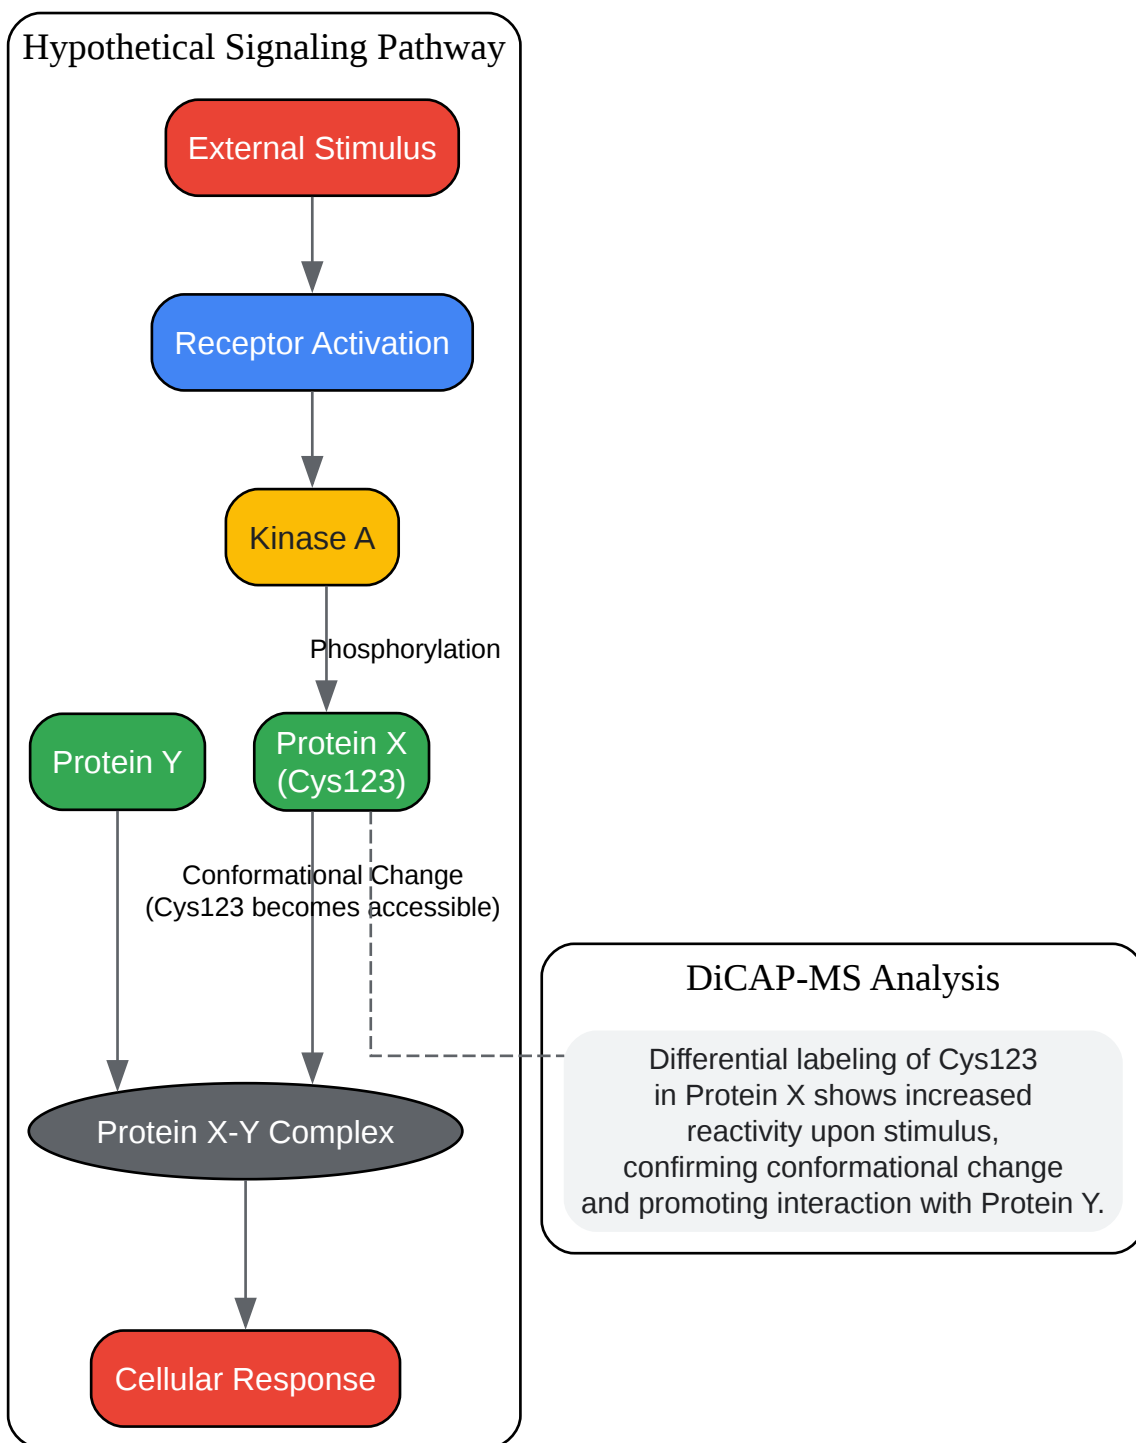 Hypothetical Signaling Pathway
External Stimulus
Receptor Activation
Kinase A
Phosphorylation
Protein Y
Protein X
(Cys123)
Conformational Change
(Cys123 becomes accessible)
Protein X-Y Complex
Cellular Response
DiCAP-MS Analysis
Differential labeling of Cys123
in Protein X shows increased
reactivity upon stimulus,
confirming conformational change
and promoting interaction with Protein Y.